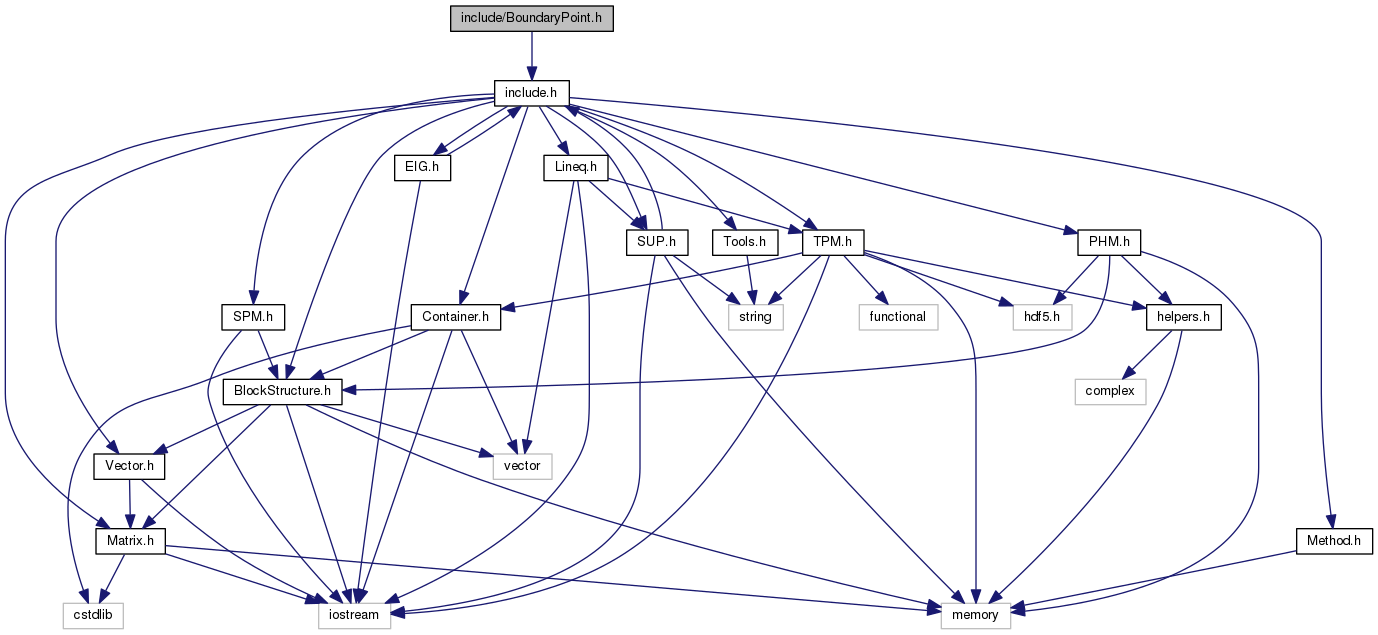 include/BoundaryPoint.h
include.h
EIG.h
Lineq.h
SUP.h
Tools.h
TPM.h
PHM.h
SPM.h
Container.h
string
functional
hdf5.h
helpers.h
BlockStructure.h
complex
Vector.h
vector
Matrix.h
Method.h
cstdlib
iostream
memory